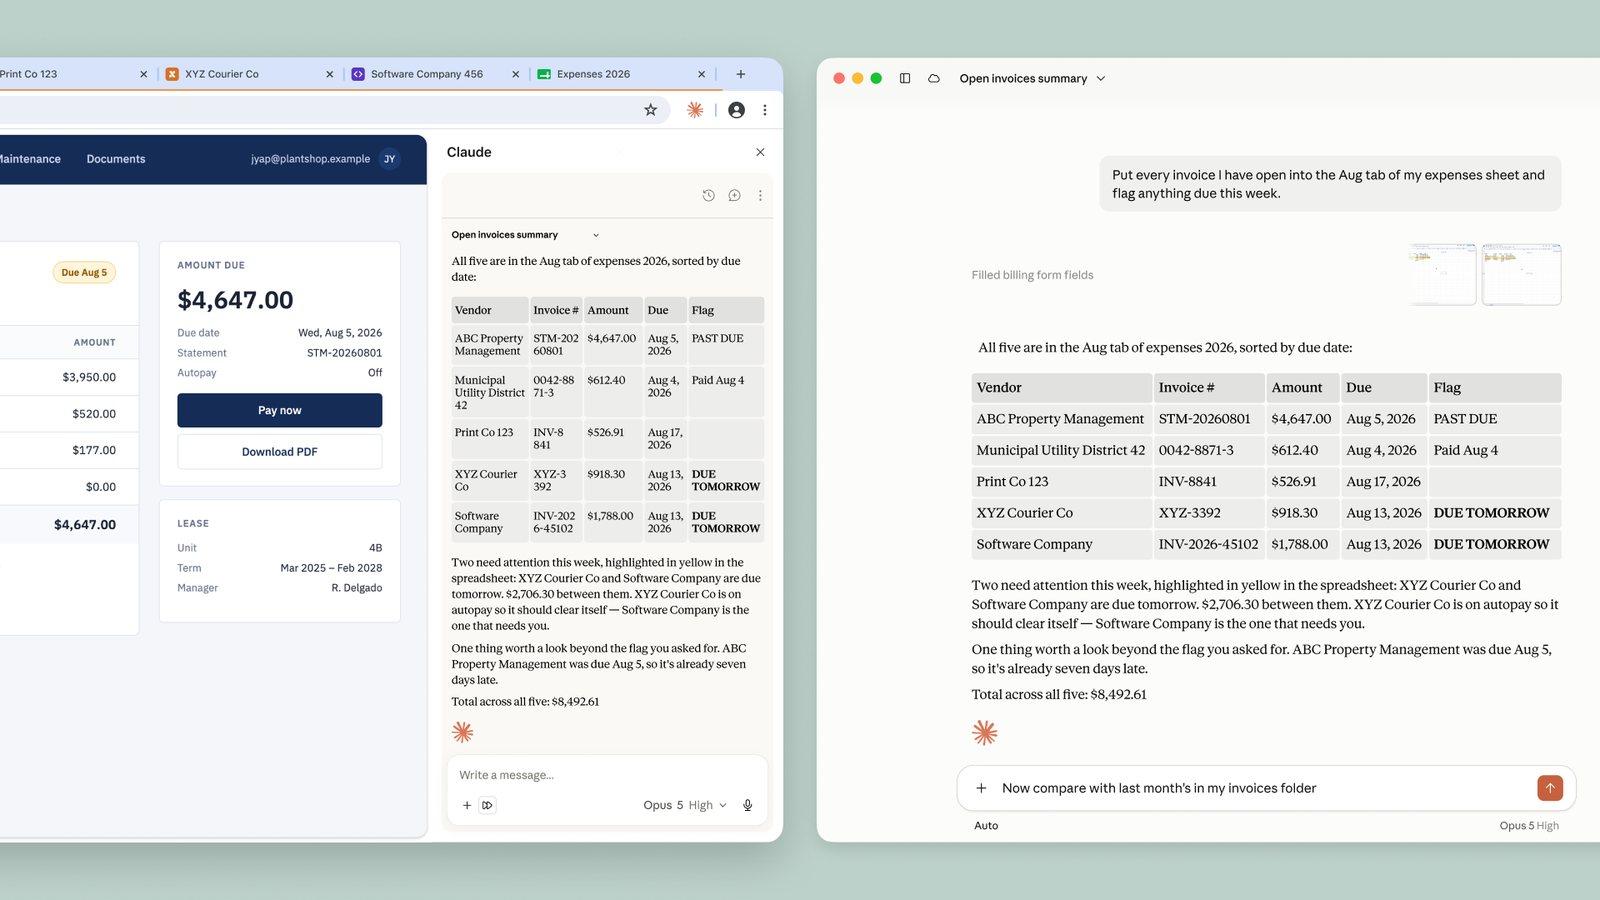 Print Co 123
XYZ Courier Co
Software Company 456
Expenses 2026
Maintenance
Documents
jyap@plantshop.example
JY
Due Aug 5
AMOUNT
$3,950.00
$520.00
$177.00
$0.00
$4,647.00
AMOUNT DUE
$4,647.00
Due date Wed, Aug 5, 2026
Statement STM-20260801
Autopay Off
Pay now
Download PDF
LEASE
Unit 4B
Term Mar 2025 – Feb 2028
Manager R. Delgado
Claude
Open invoices summary
All five are in the Aug tab of expenses 2026, sorted by due
date:
Vendor Invoice # Amount Due Flag
ABC Property STM-202 $4,647.00 Aug 5, PAST DUE
Management 60801 2026
Municipal 0042-88 $612.40 Aug 4, Paid Aug 4
Utility District 71-3 2026
42
Print Co 123 INV-8 $526.91 Aug 17,
841 2026
XYZ Courier XYZ-3 $918.30 Aug 13, DUE
Co 392 2026 TOMORROW
Software INV-202 $1,788.00 Aug 13, DUE
Company 6-45102 2026 TOMORROW
Two need attention this week, highlighted in yellow in the
spreadsheet: XYZ Courier Co and Software Company are due
tomorrow. $2,706.30 between them. XYZ Courier Co is on
autopay so it should clear itself — Software Company is the
one that needs you.
One thing worth a look beyond the flag you asked for. ABC
Property Management was due Aug 5, so it's already seven
days late.
Total across all five: $8,492.61
Write a message...
Opus 5 High
Open invoices summary
Put every invoice I have open into the Aug tab of my expenses sheet and
flag anything due this week.
Filled billing form fields
All five are in the Aug tab of expenses 2026, sorted by due date:
Vendor Invoice # Amount Due Flag
ABC Property Management STM-20260801 $4,647.00 Aug 5, 2026 PAST DUE
Municipal Utility District 42 0042-8871-3 $612.40 Aug 4, 2026 Paid Aug 4
Print Co 123 INV-8841 $526.91 Aug 17, 2026
XYZ Courier Co XYZ-3392 $918.30 Aug 13, 2026 DUE TOMORROW
Software Company INV-2026-45102 $1,788.00 Aug 13, 2026 DUE TOMORROW
Two need attention this week, highlighted in yellow in the spreadsheet: XYZ Courier Co and
Software Company are due tomorrow. $2,706.30 between them. XYZ Courier Co is on autopay so it
should clear itself — Software Company is the one that needs you.
One thing worth a look beyond the flag you asked for. ABC Property Management was due Aug 5,
so it's already seven days late.
Total across all five: $8,492.61
Now compare with last month's in my invoices folder
Auto
Opus 5 High